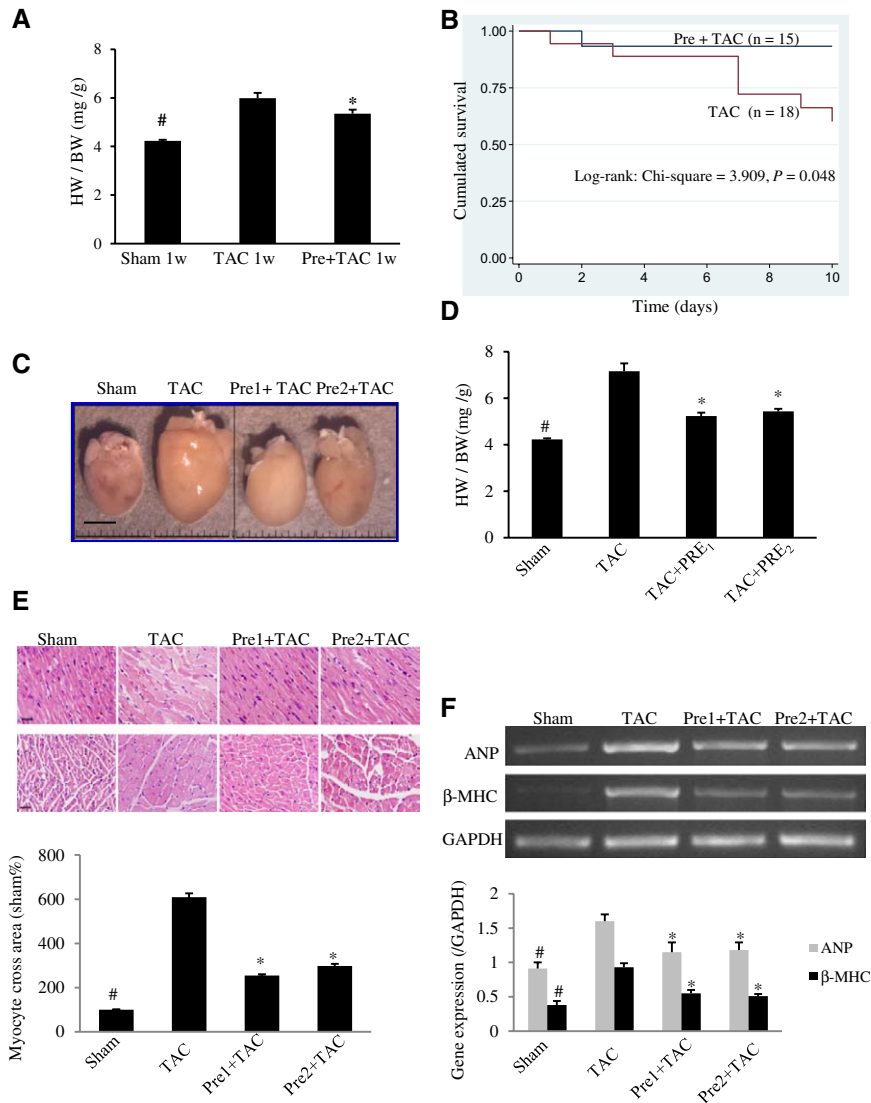 A
HW / BW (mg /g)
8
6
4
2
0
#
*
Sham 1w TAC 1w Pre+TAC 1w
B
Cumulated survival
1.00
0.75
0.50
0.25
0.00
Pre + TAC (n = 15)
TAC (n = 18)
Log-rank: Chi-square = 3.909, P = 0.048
0 2 4 6 8 10
Time (days)
C
Sham TAC Pre1+ TAC Pre2+TAC
D
HW / BW(mg /g)
8
6
4
2
0
#
*
*
Sham TAC TAC+PRE₁ TAC+PRE₂
E
Sham TAC Pre1+TAC Pre2+TAC
Myocyte cross area (sham%)
800
600
400
200
0
#
*
*
Sham TAC Pre1+TAC Pre2+TAC
F
Sham TAC Pre1+TAC Pre2+TAC
ANP
β-MHC
GAPDH
Gene expression (/GAPDH)
2
1.5
1
0.5
0
#
#
*
*
*
*
ANP
β-MHC
Sham TAC Pre1+TAC Pre2+TAC